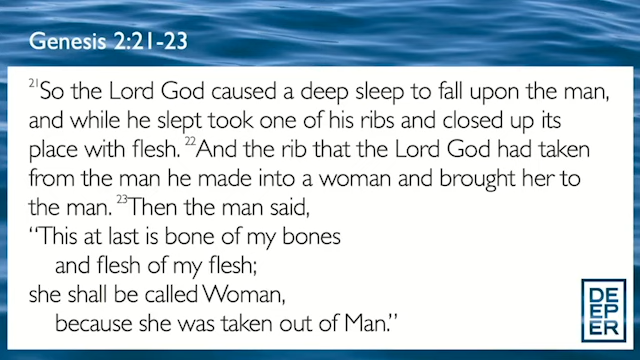 Genesis 2:21-23
21So the Lord God caused a deep sleep to fall upon the man,
and while he slept took one of his ribs and closed up its
place with flesh. 22And the rib that the Lord God had taken
from the man he made into a woman and brought her to
the man. 23Then the man said,
“This at last is bone of my bones
and flesh of my flesh;
she shall be called Woman,
because she was taken out of Man.”
DE
EP
ER